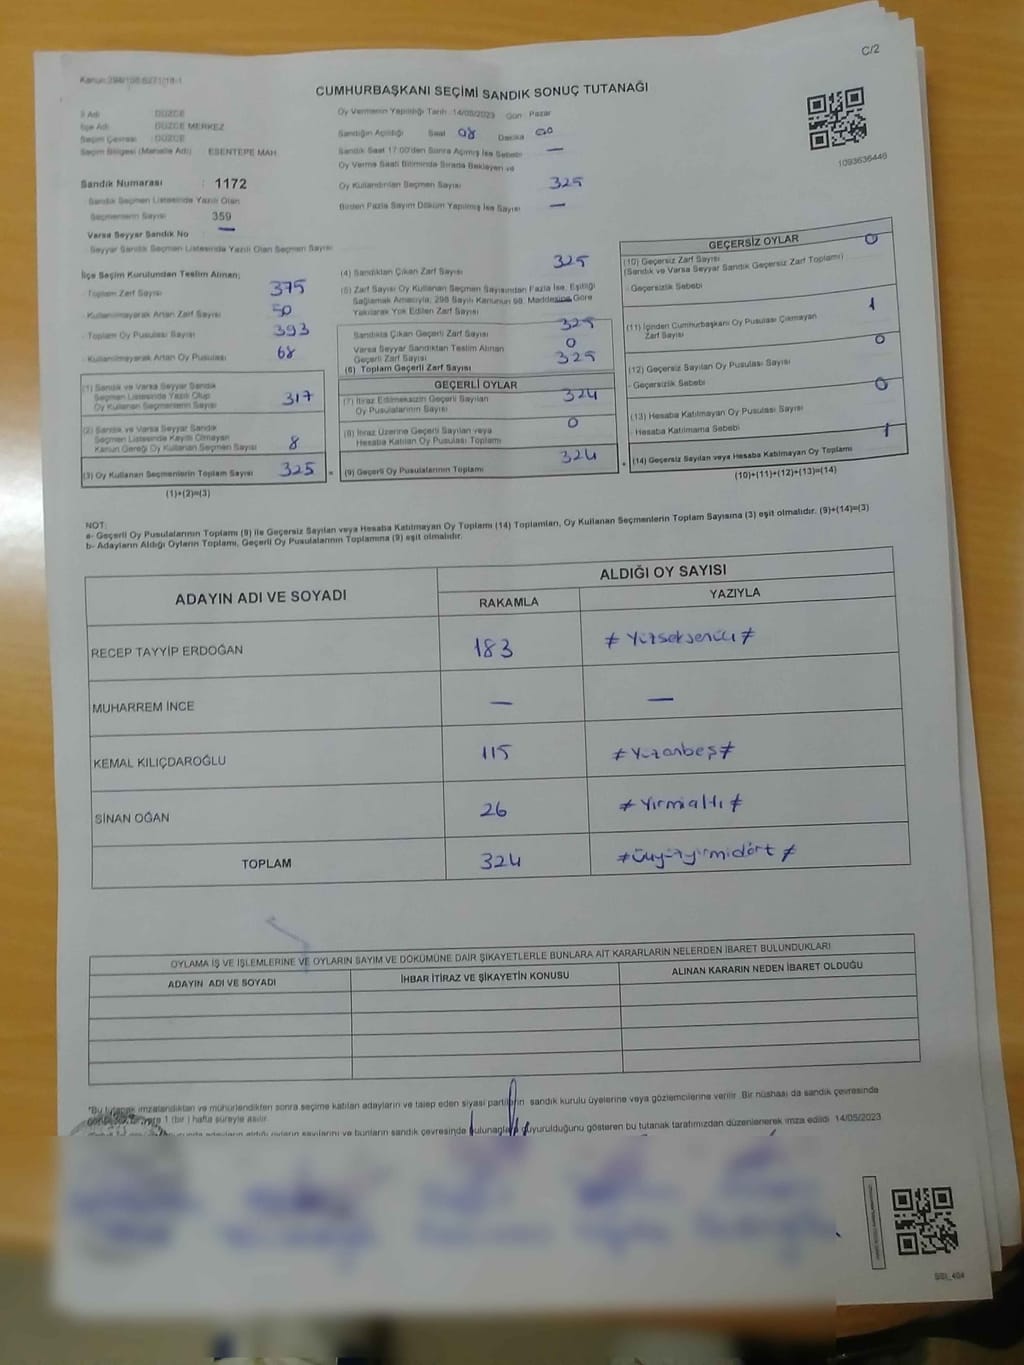 C/2
Kanun:298/105:6271/18-1
CUMHURBAŞKANI SEÇİMİ SANDIK SONUÇ TUTANAĞI
1093636446
İl Adı : DÜZCE
İlçe Adı : DÜZCE MERKEZ
Seçim Çevresi : DÜZCE
Seçim Bölgesi (Mahalle Adı) ESENTEPE MAH
Sandık Numarası : 1172
Sandık Seçmen Listesinde Yazılı Olan
Seçmenlerin Sayısı 359
Varsa Seyyar Sandık No : —
Seyyar Sandık Seçmen Listesinde Yazılı Olan Seçmen Sayısı
Oy Vermenin Yapıldığı Tarih :14/05/2023 Gün Pazar
Sandığın Açıldığı Saat 08 Dakika 00
Sandık Saat 17:00'den Sonra Açımış İse Sebebi —
Oy Verme Saati Bitiminde Sırada Bekleyen ve
Oy Kullandırılan Seçmen Sayısı 325
Birden Fazla Sayım Döküm Yapılmış İse Sayısı —
İlçe Seçim Kurulundan Teslim Alınan;
- Toplam Zarf Sayısı 375
- Kullanılmayarak Artan Zarf Sayısı 50
- Toplam Oy Pusulası Sayısı 393
- Kullanılmayarak Artan Oy Pusulası 68
(1) Sandık ve Varsa Seyyar Sandık
Seçmen Listesinde Yazılı Olup
Oy Kullanan Seçmenlerin Sayısı 317
(2) Sandık ve Varsa Seyyar Sandık
Seçmen Listesinde Kayıtlı Olmayan
Kanun Gereği Oy Kullanan Seçmen Sayısı 8
(3) Oy Kullanan Seçmenlerin Toplam Sayısı 325 =
(1)+(2)=(3)
(4) Sandıktan Çıkan Zarf Sayısı 325
(5) Zarf Sayısı Oy Kullanan Seçmen Sayısından Fazla İse, Eşitliği
Sağlamak Amacıyla, 298 Sayılı Kanunun 98. Maddesine Göre
Yakılarak Yok Edilen Zarf Sayısı —
Sandıkta Çıkan Geçerli Zarf Sayısı 325
Varsa Seyyar Sandıktan Teslim Alınan
Geçerli Zarf Sayısı 0
(6) Toplam Geçerli Zarf Sayısı 325
GEÇERLİ OYLAR
(7) İtiraz Edilmeksizin Geçerli Sayılan
Oy Pusulalarının Sayısı 324
(8) İtiraz Üzerine Geçerli Sayılan veya
Hesaba Katılan Oy Pusulası Toplamı 0
(9) Geçerli Oy Pusulalarının Toplamı 324 +
GEÇERSİZ OYLAR
(10) Geçersiz Zarf Sayısı 0
(Sandık ve Varsa Seyyar Sandık Geçersiz Zarf Toplamı)
- Geçersizlik Sebebi
(11) İçinden Cumhurbaşkanı Oy Pusulası Çıkmayan
Zarf Sayısı 1
(12) Geçersiz Sayılan Oy Pusulası Sayısı 0
- Geçersizlik Sebebi
(13) Hesaba Katılmayan Oy Pusulası Sayısı 0
- Hesaba Katılmama Sebebi
(14) Geçersiz Sayılan veya Hesaba Katılmayan Oy Toplamı 1
(10)+(11)+(12)+(13)=(14)
NOT:
a- Geçerli Oy Pusulalarının Toplamı (9) ile Geçersiz Sayılan veya Hesaba Katılmayan Oy Toplamı (14) Toplamları, Oy Kullanan Seçmenlerin Toplam Sayısına (3) eşit olmalıdır. (9)+(14)=(3)
b- Adayların Aldığı Oyların Toplamı, Geçerli Oy Pusulalarının Toplamına (9) eşit olmalıdır.
ADAYIN ADI VE SOYADI
ALDIĞI OY SAYISI
RAKAMLA YAZIYLA
RECEP TAYYİP ERDOĞAN 183 ≠ Yüzseksenüç ≠
MUHARREM İNCE — —
KEMAL KILIÇDAROĞLU 115 ≠ Yüzonbeş ≠
SİNAN OĞAN 26 ≠ Yirmialtı ≠
TOPLAM 324 ≠ Üçyüzyirmidört ≠
OYLAMA İŞ VE İŞLEMLERİNE VE OYLARIN SAYIM VE DÖKÜMÜNE DAİR ŞİKAYETLERLE BUNLARA AİT KARARLARIN NELERDEN İBARET BULUNDUKLARI
ADAYIN ADI VE SOYADI İHBAR İTİRAZ VE ŞİKAYETİN KONUSU ALINAN KARARIN NEDEN İBARET OLDUĞU
*Bu tutanak imzalandıktan ve mühürlendikten sonra seçime katılan adayların ve talep eden siyasi partilerin sandık kurulu üyelerine veya gözlemcilerine verilir .Bir nüshası da sandık çevresinde
1 (bir ) hafta süreyle asılır.
adayların aldığı oyların sayılarını ve bunların sandık çevresinde bulunaglara duyurulduğunu gösteren bu tutanak tarafımızdan düzenlenerek imza edildi. 14/05/2023